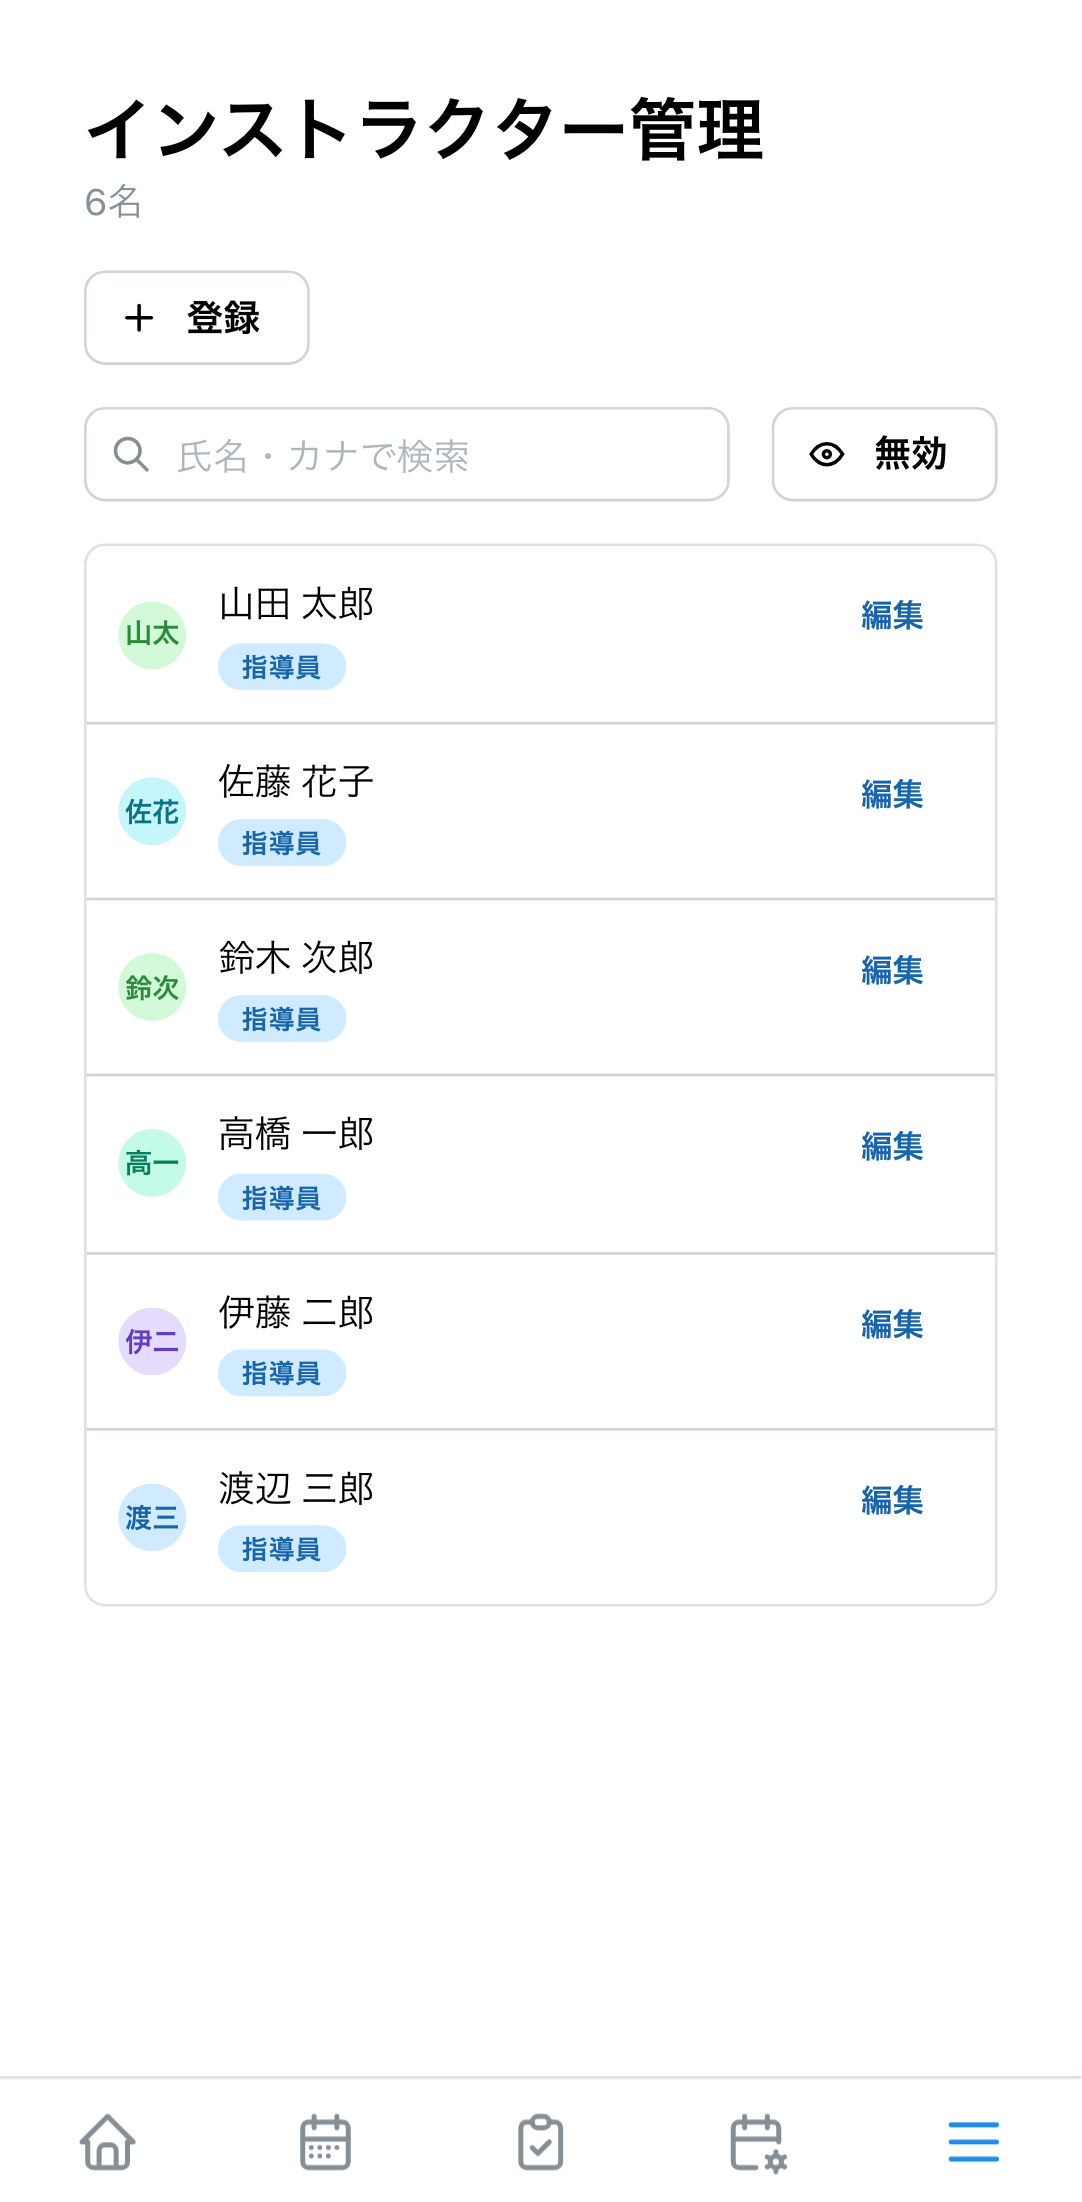 インストラクター管理
6名
登録
氏名・カナで検索
無効
山太
山田 太郎
指導員
編集
佐花
佐藤 花子
指導員
編集
鈴次
鈴木 次郎
指導員
編集
高一
高橋 一郎
指導員
編集
伊二
伊藤 二郎
指導員
編集
渡三
渡辺 三郎
指導員
編集